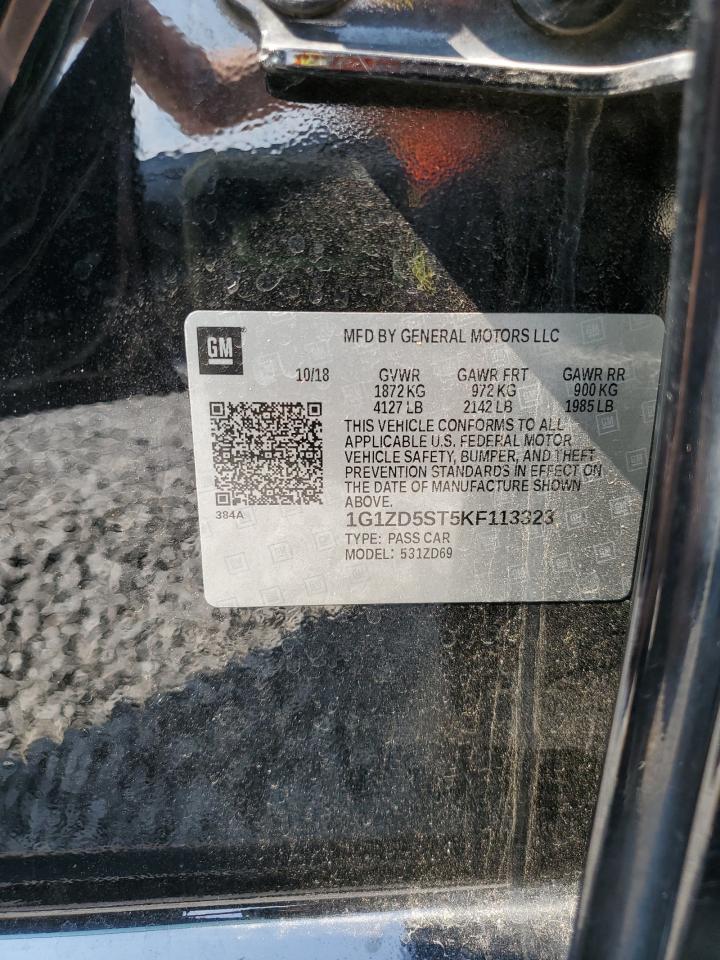 GM
MFD BY GENERAL MOTORS LLC
10/18 GVWR GAWR FRT GAWR RR
1872 KG 972 KG 900 KG
4127 LB 2142 LB 1985 LB
THIS VEHICLE CONFORMS TO ALL
APPLICABLE U.S. FEDERAL MOTOR
VEHICLE SAFETY, BUMPER, AND THEFT
PREVENTION STANDARDS IN EFFECT ON
THE DATE OF MANUFACTURE SHOWN
ABOVE.
384A
1G1ZD5ST5KF113323
TYPE: PASS CAR
MODEL: 531ZD69